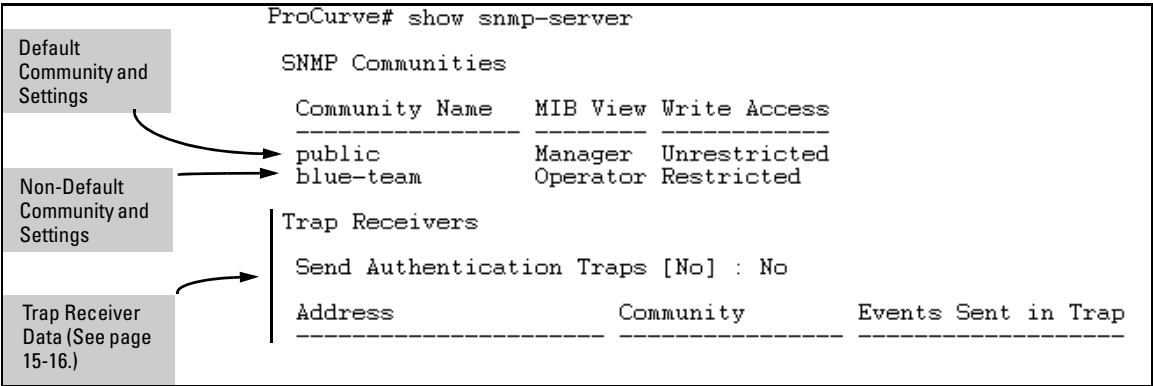 ProCurve# show snmp-server
Default
Community and
Settings
SNMP Communities
Community Name MIB View Write Access
---------------- -------- ------------
public Manager Unrestricted
blue-team Operator Restricted
Non-Default
Community and
Settings
Trap Receivers
Send Authentication Traps [No] : No
Trap Receiver
Data (See page
15-16.)
Address Community Events Sent in Trap
---------------------- ---------------- -------------------